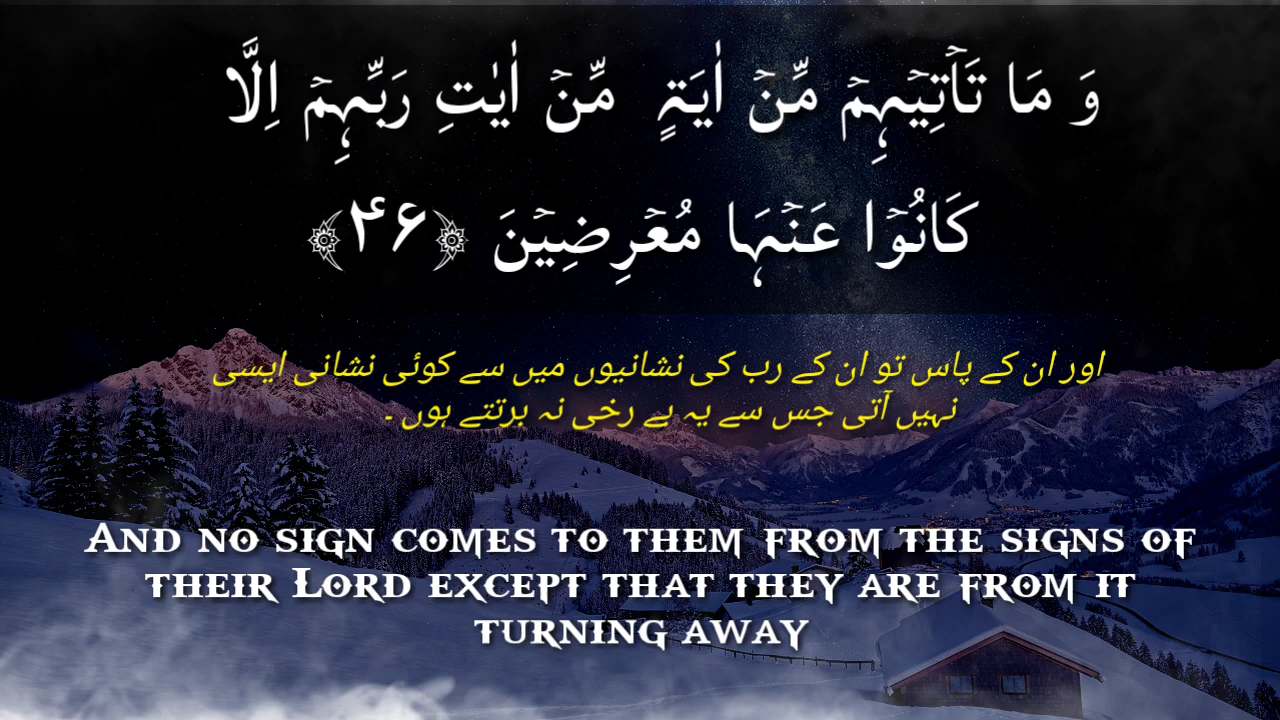 وَ مَا تَاۡتِیۡہِمۡ مِّنۡ اٰیَۃٍ مِّنۡ اٰیٰتِ رَبِّہِمۡ اِلَّا
کَانُوۡا عَنۡہَا مُعۡرِضِیۡنَ ﴿۴۶﴾
اور ان کے پاس تو ان کے رب کی نشانیوں میں سے کوئی نشانی ایسی
نہیں آتی جس سے یہ بے رخی نہ برتتے ہوں ۔
And no sign comes to them from the signs of
their Lord except that they are from it
turning away